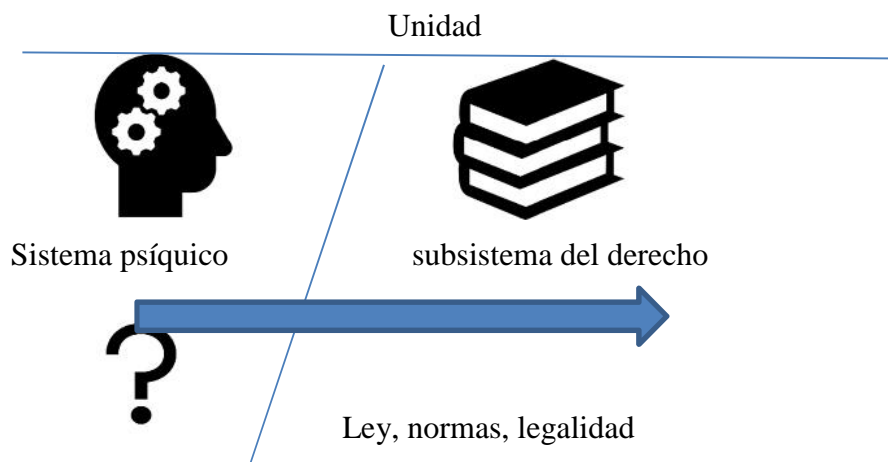 Unidad
Sistema psíquico
subsistema del derecho
?
Ley, normas, legalidad